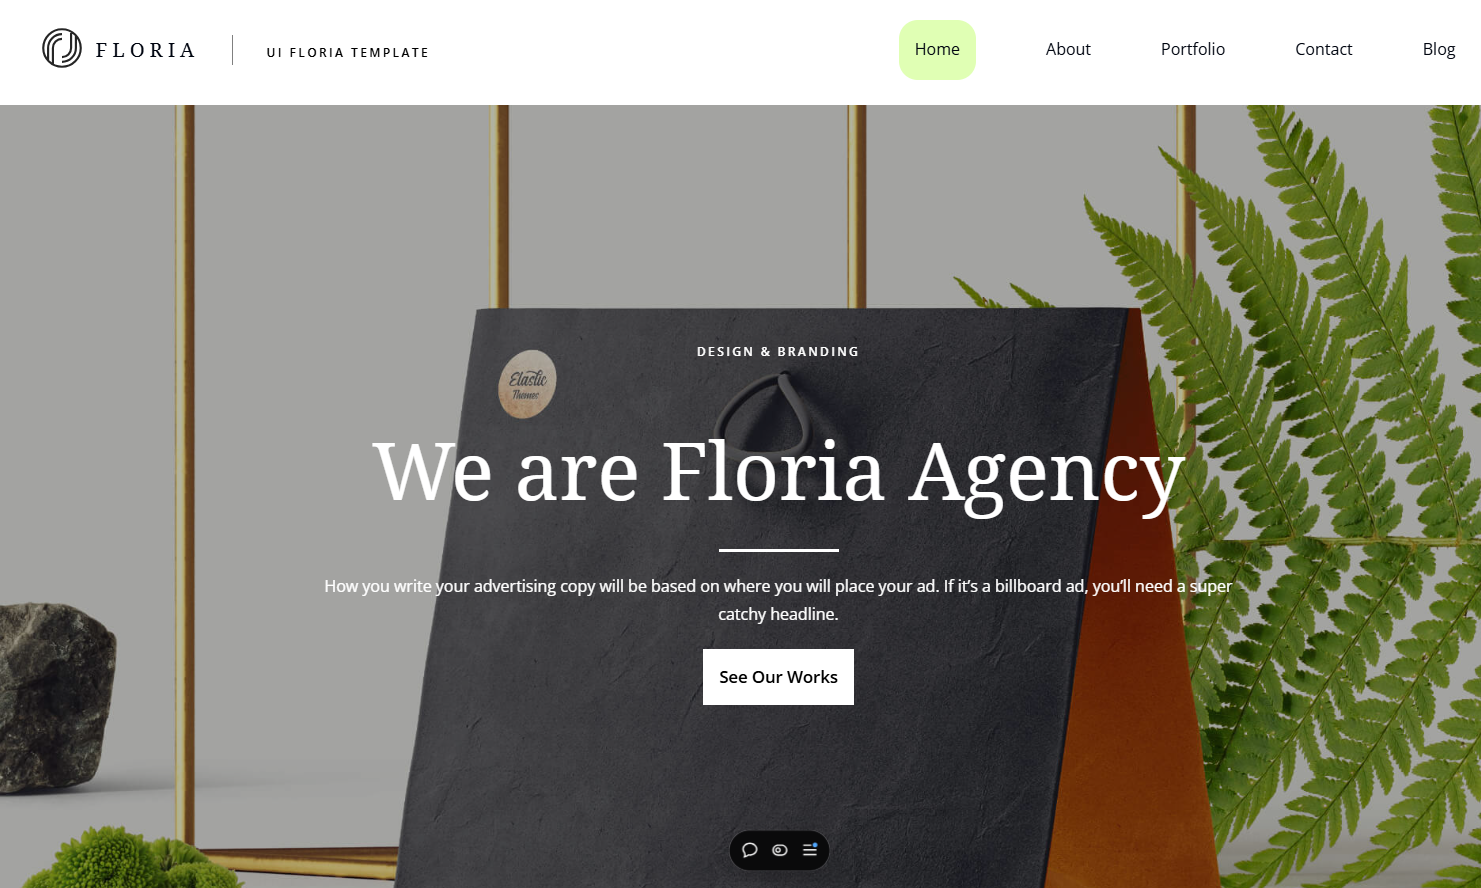 FLORIA
UI FLORIA TEMPLATE
Home
About
Portfolio
Contact
Blog
DESIGN & BRANDING
Elastic
Themes
We are Floria Agency
How you write your advertising copy will be based on where you will place your ad. If it’s a billboard ad, you’ll need a super
catchy headline.
See Our Works